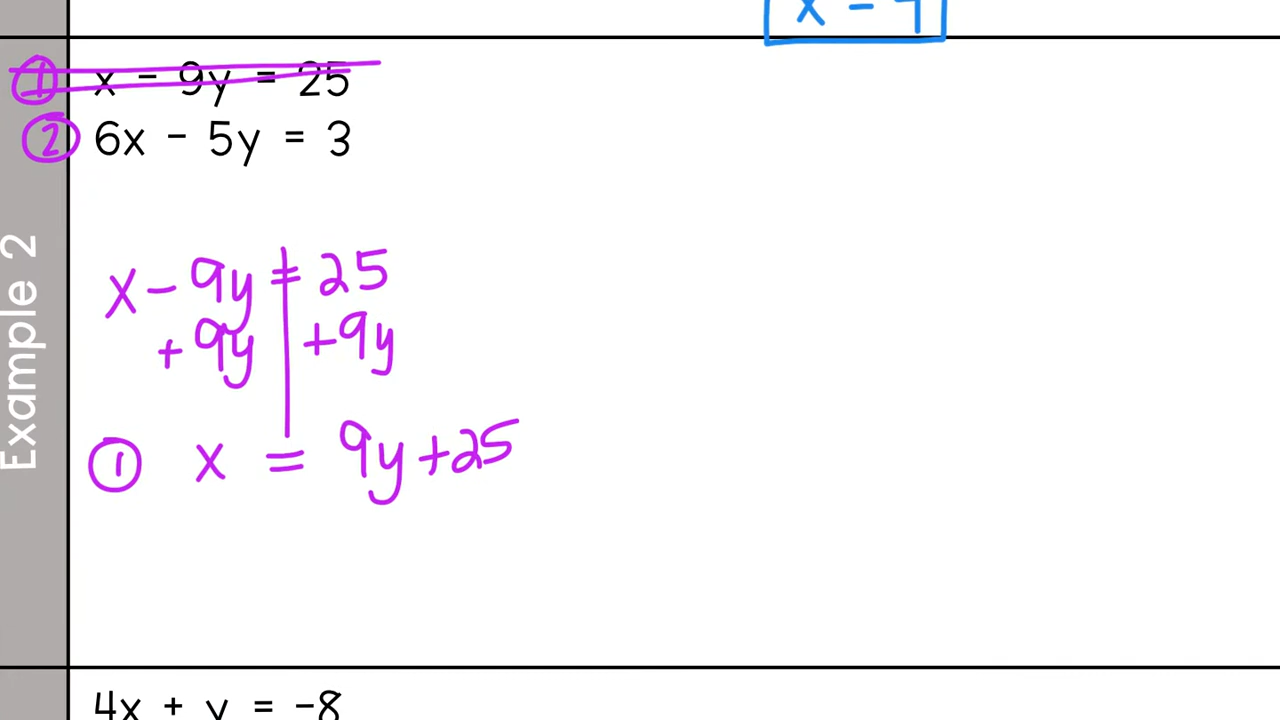 x = 4
① x - 9y = 25
② 6x - 5y = 3
Example 2
x - 9y = 25
+9y +9y
① x = 9y+25
4x + y = -8